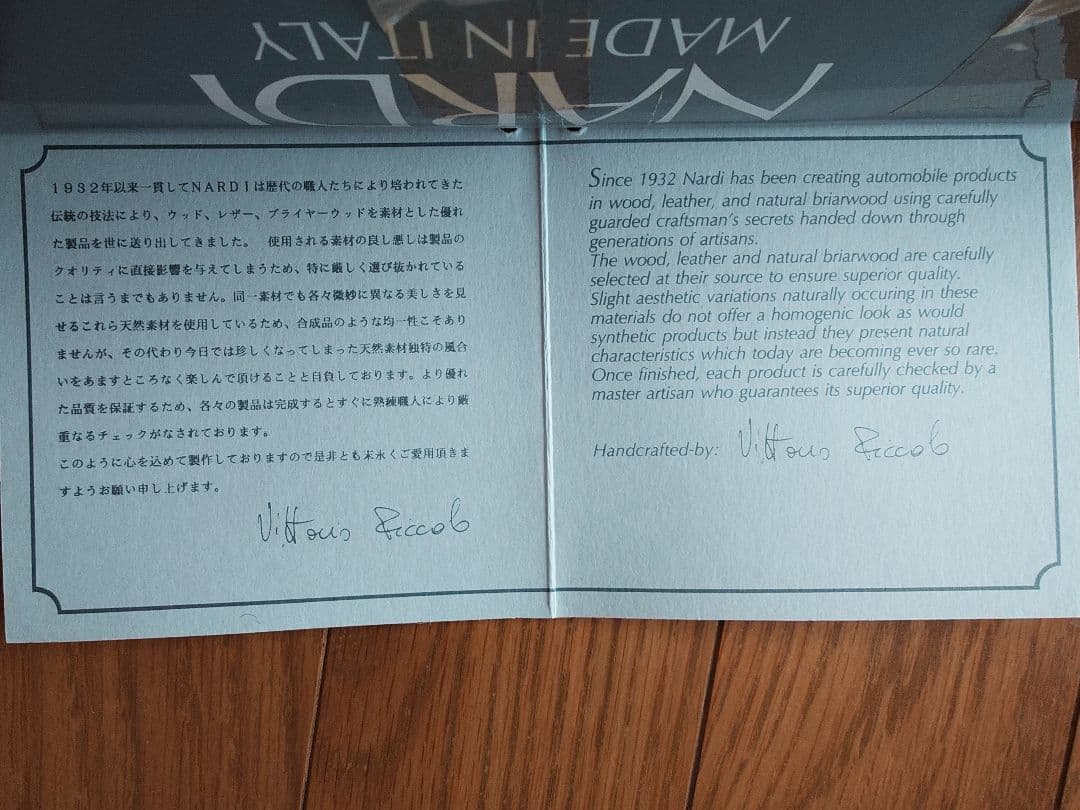 NARDI
MADE IN ITALY
1932年以来一貫してNARDIは歴代の職人たちにより培われてきた
伝統の技法により、ウッド、レザー、ブライヤーウッドを素材とした優れ
た製品を世に送り出してきました。 使用される素材の良し悪しは製品の
クオリティに直接影響を与えてしまうため、特に厳しく選び抜かれている
ことは言うまでもありません。同一素材でも各々微妙に異なる美しさを見
せるこれら天然素材を使用しているため、合成品のような均一性こそあり
ませんが、その代わり今日では珍しくなってしまった天然素材独特の風合
いをあますところなく楽しんで頂けることと自負しております。より優れ
た品質を保証するため、各々の製品は完成するとすぐに熟練職人により厳
重なるチェックがなされております。
このように心を込めて製作しておりますので是非とも末永くご愛用頂きま
すようお願い申し上げます。
Since 1932 Nardi has been creating automobile products
in wood, leather, and natural briarwood using carefully
guarded craftsman's secrets handed down through
generations of artisans.
The wood, leather and natural briarwood are carefully
selected at their source to ensure superior quality.
Slight aesthetic variations naturally occuring in these
materials do not offer a homogenic look as would
synthetic products but instead they present natural
characteristics which today are becoming ever so rare.
Once finished, each product is carefully checked by a
master artisan who guarantees its superior quality.
Handcrafted-by: